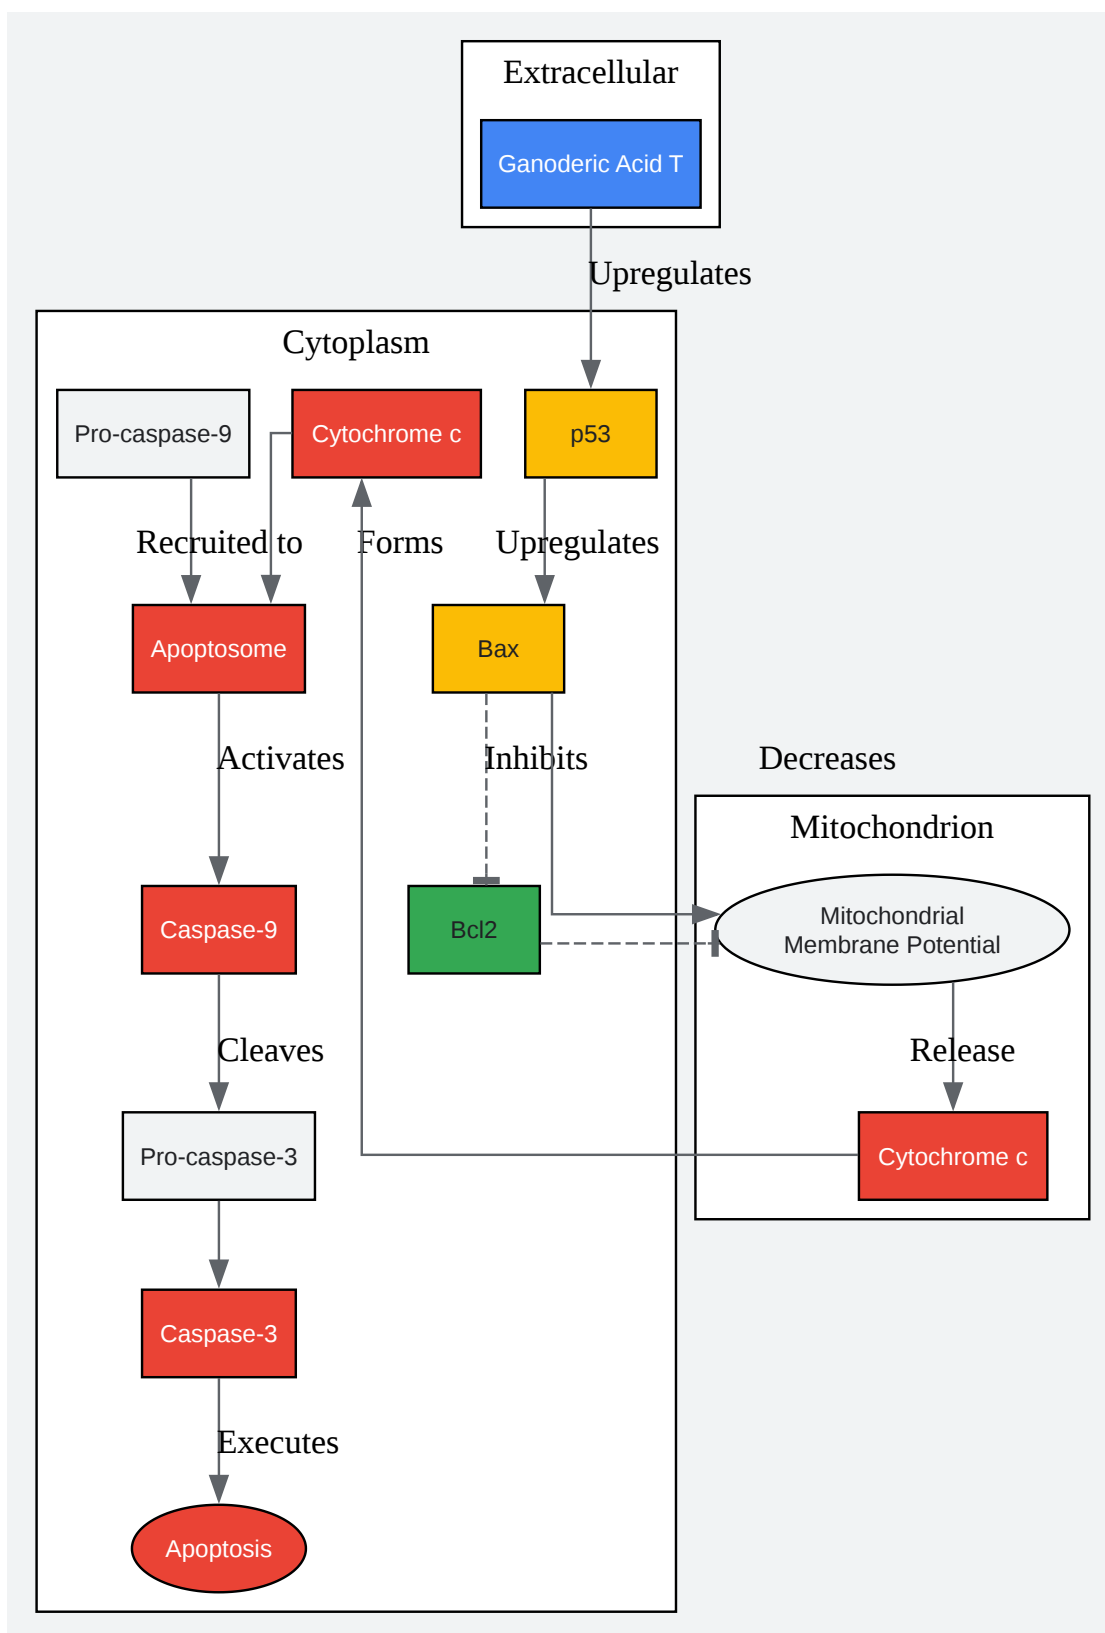 Extracellular
Ganoderic Acid T
Upregulates
Cytoplasm
Pro-caspase-9
Cytochrome c
p53
Recruited to
Forms
Upregulates
Apoptosome
Bax
Activates
Inhibits
Decreases
Mitochondrion
Caspase-9
Bcl2
Mitochondrial
Membrane Potential
Cleaves
Release
Pro-caspase-3
Cytochrome c
Caspase-3
Executes
Apoptosis